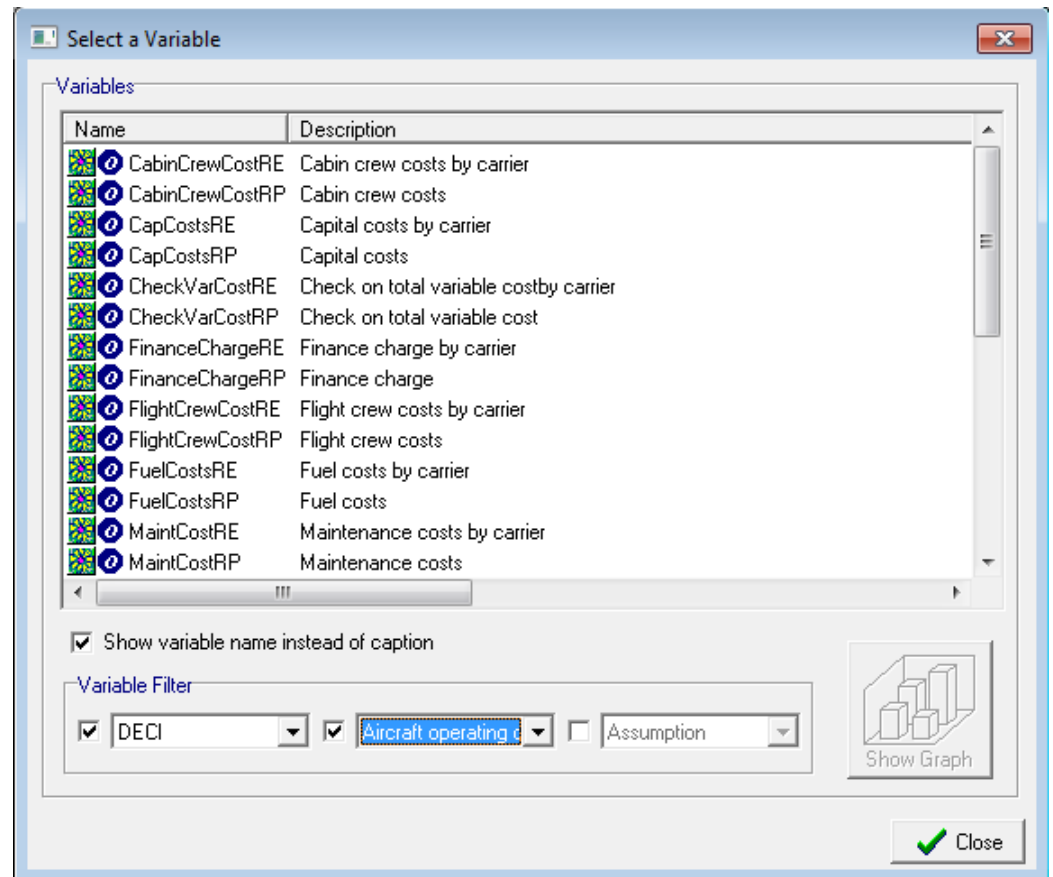 Select a Variable
Variables
Name Description
CabinCrewCostRE Cabin crew costs by carrier
CabinCrewCostRP Cabin crew costs
CapCostsRE Capital costs by carrier
CapCostsRP Capital costs
CheckVarCostRE Check on total variable costby carrier
CheckVarCostRP Check on total variable cost
FinanceChargeRE Finance charge by carrier
FinanceChargeRP Finance charge
FlightCrewCostRE Flight crew costs by carrier
FlightCrewCostRP Flight crew costs
FuelCostsRE Fuel costs by carrier
FuelCostsRP Fuel costs
MaintCostRE Maintenance costs by carrier
MaintCostRP Maintenance costs
Show variable name instead of caption
Variable Filter
DECI Aircraft operating c Assumption
Show Graph
Close